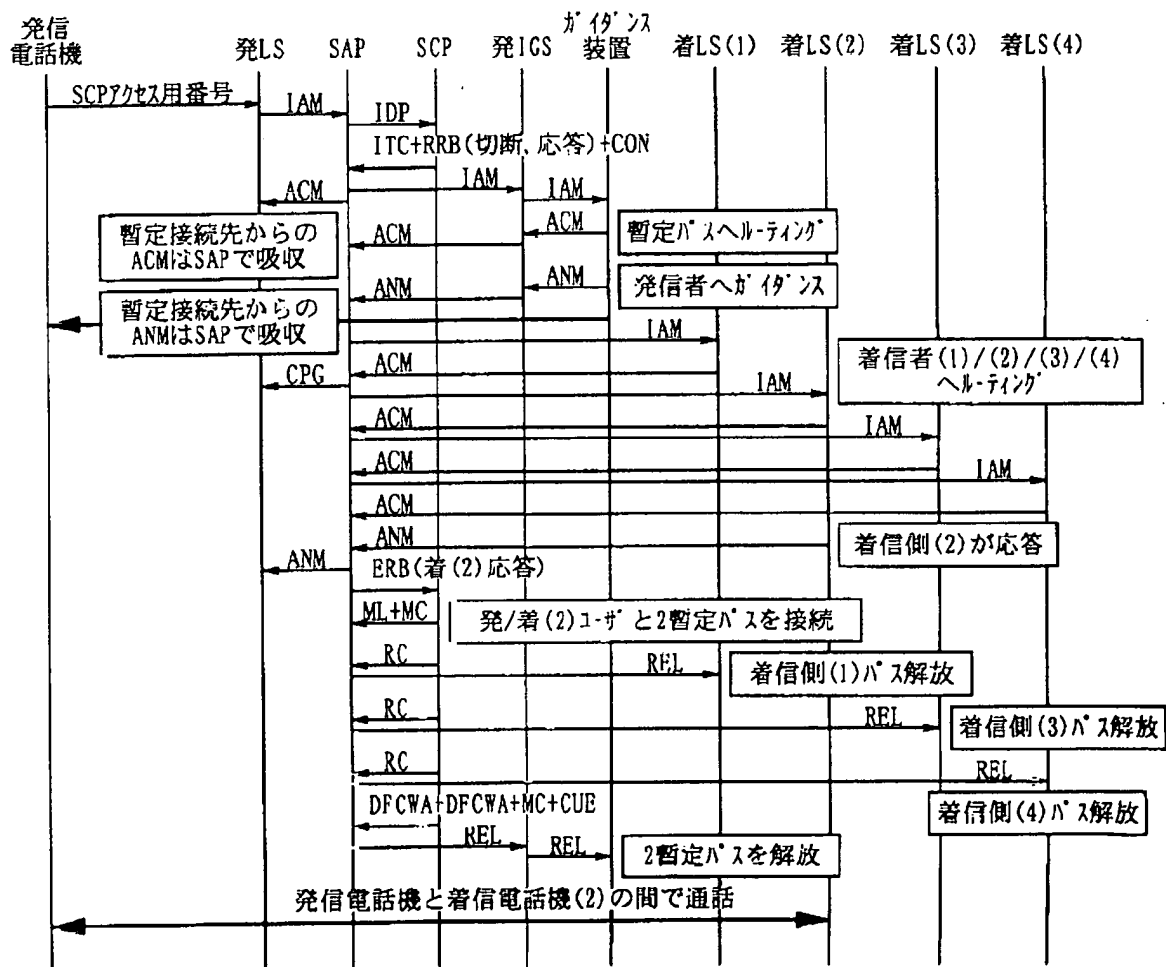 発信
電話機
発LS
SAP
SCP
発IGS
ガイダンス
装置
着LS(1)
着LS(2)
着LS(3)
着LS(4)
SCPアクセス用番号
IAM
IDP
ITC+RRB(切断、応答)+CON
IAM
IAM
ACM
暫定接続先からの
ACMはSAPで吸収
ACM
ACM
暫定パスへルーティング
ANM
ANM
発信者へガイダンス
暫定接続先からの
ANMはSAPで吸収
IAM
ACM
CPG
IAM
着信者(1)/(2)/(3)/(4)
へルーティング
ACM
IAM
ACM
IAM
ACM
ANM
着信側(2)が応答
ANM
ERB(着(2)応答)
ML+MC
発/着(2)ユーザと2暫定パスを接続
RC
REL
着信側(1)パス解放
RC
REL
着信側(3)パス解放
RC
REL
着信側(4)パス解放
DFCWA+DFCWA+MC+CUE
REL
REL
2暫定パスを解放
発信電話機と着信電話機(2)の間で通話